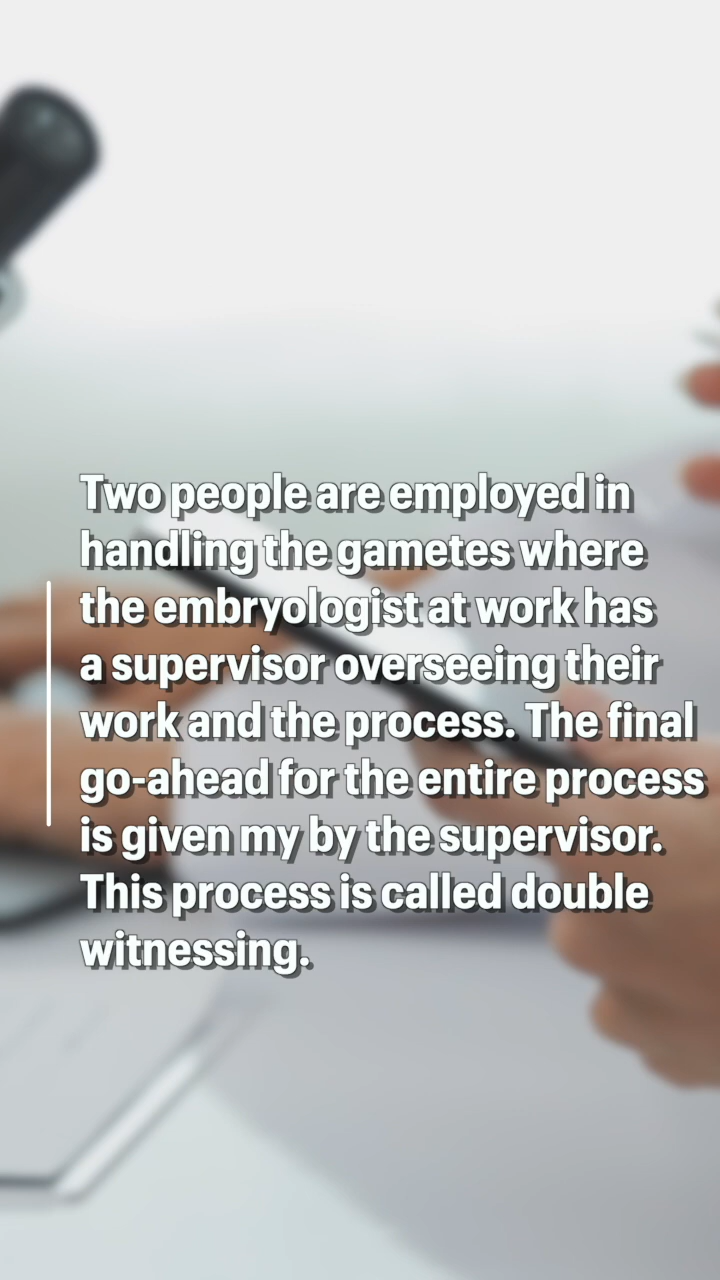 Two people are employed in
handling the gametes where
the embryologist at work has
a supervisor overseeing their
work and the process. The final
go-ahead for the entire process
is given my by the supervisor.
This process is called double
witnessing.